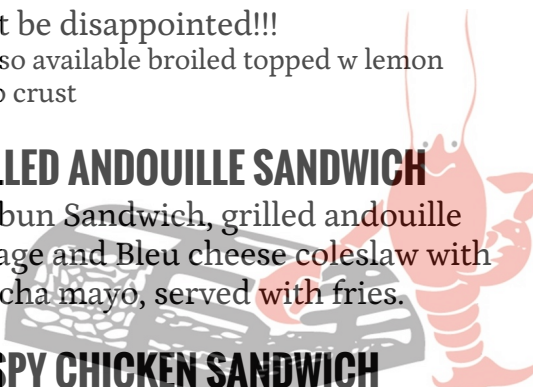 t be disappointed!!!
so available broiled topped w lemon
crust
LLED ANDOUILLE SANDWICH
bun Sandwich, grilled andouille
age and Bleu cheese coleslaw with
cha mayo, served with fries.
SPY CHICKEN SANDWICH